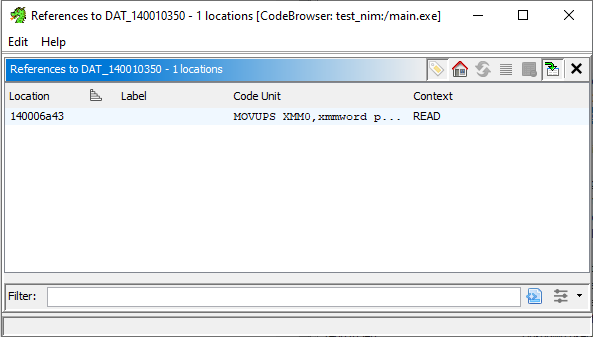 References to DAT_140010350 - 1 locations [CodeBrowser: test_nim:/main.exe]
Edit Help
References to DAT_140010350 - 1 locations
Location Label Code Unit Context
140006a43 MOVUPS XMM0,xmmword p... READ
Filter: